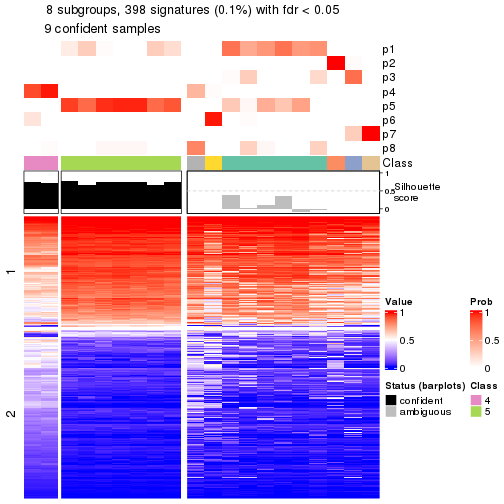 8 subgroups, 398 signatures (0.1%) with fdr < 0.05
9 confident samples
p1
p2
p3
p4
p5
p6
p7
p8
Class
1
0.5
0
Silhouette
score
1
2
Value
1
0.5
0
Prob
1
0.5
0
Status (barplots)
confident
ambiguous
Class
4
5